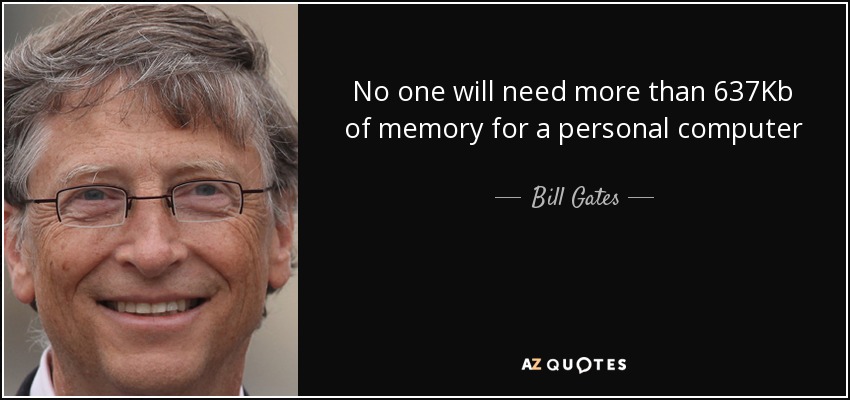 No one will need more than 637Kb
of memory for a personal computer
Bill Gates
AZ QUOTES